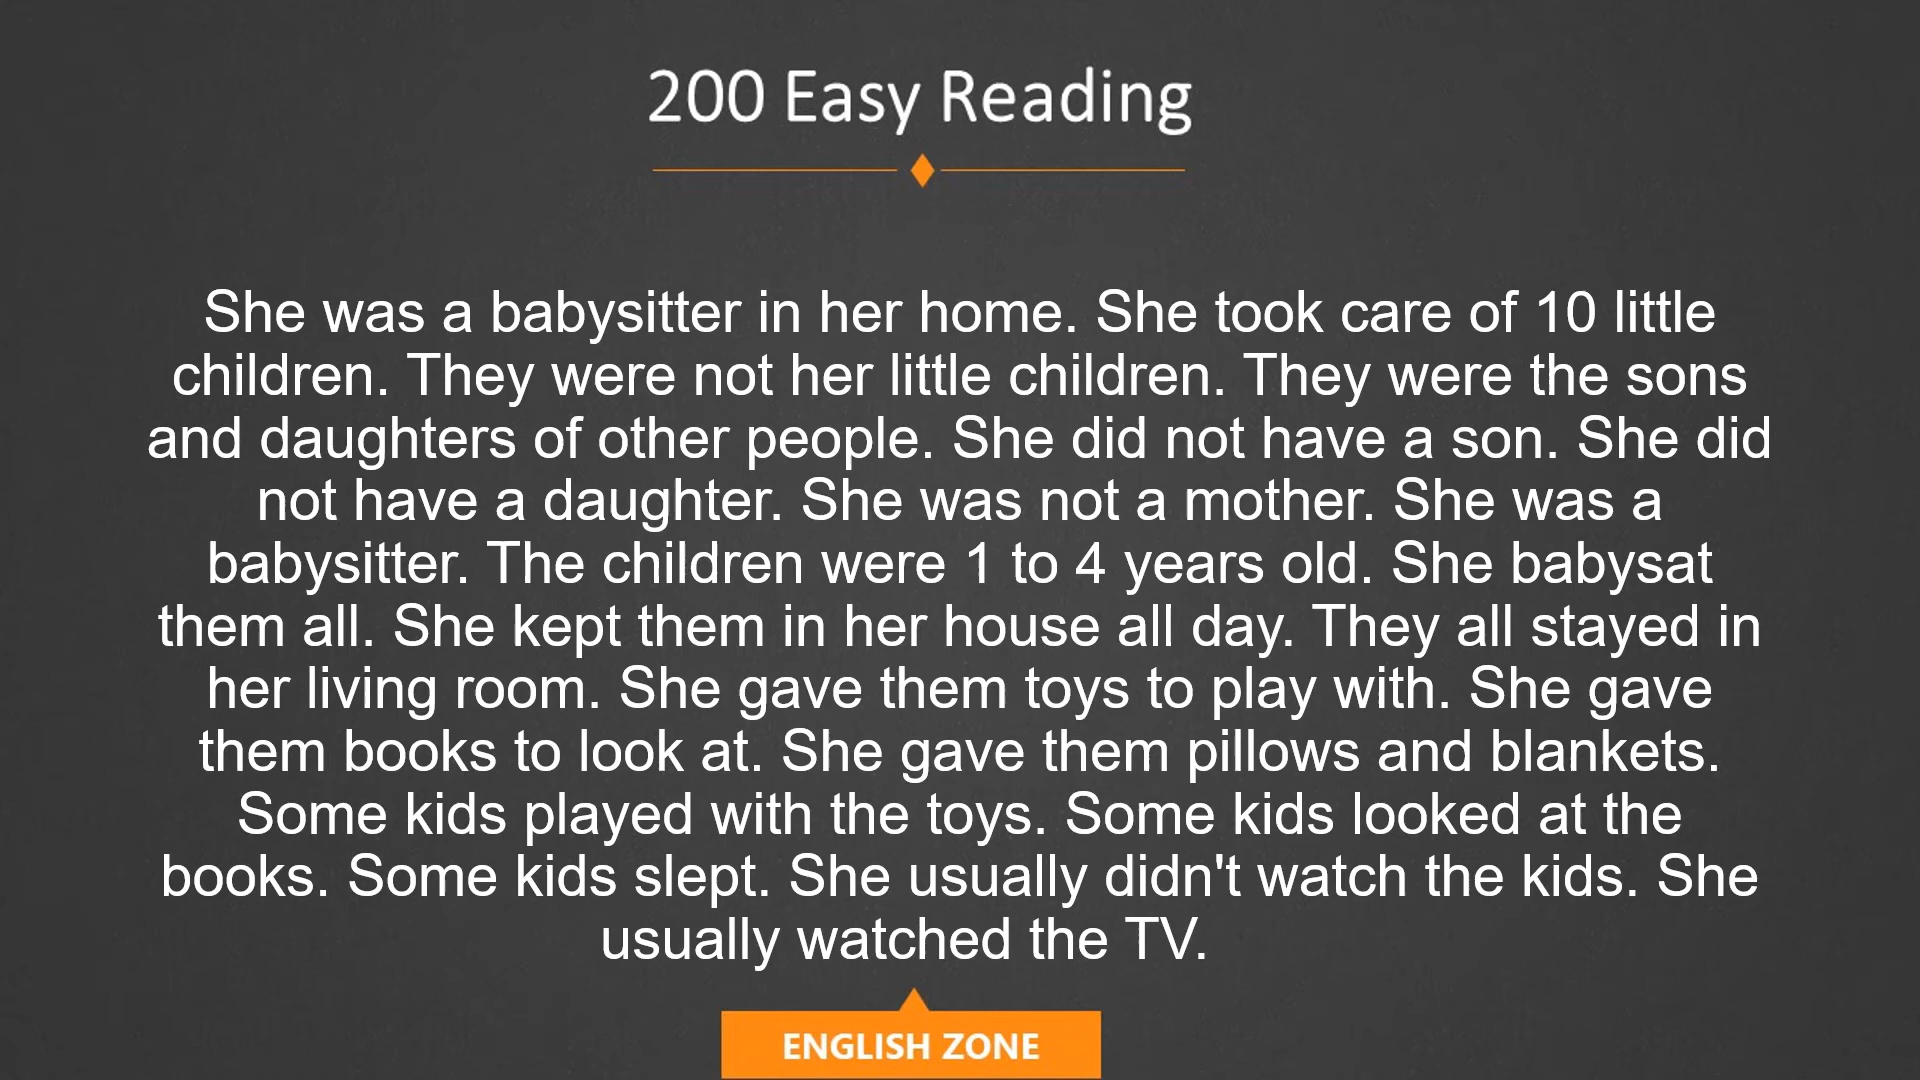 200 Easy Reading
She was a babysitter in her home. She took care of 10 little
children. They were not her little children. They were the sons
and daughters of other people. She did not have a son. She did
not have a daughter. She was not a mother. She was a
babysitter. The children were 1 to 4 years old. She babysat
them all. She kept them in her house all day. They all stayed in
her living room. She gave them toys to play with. She gave
them books to look at. She gave them pillows and blankets.
Some kids played with the toys. Some kids looked at the
books. Some kids slept. She usually didn't watch the kids. She
usually watched the TV.
ENGLISH ZONE